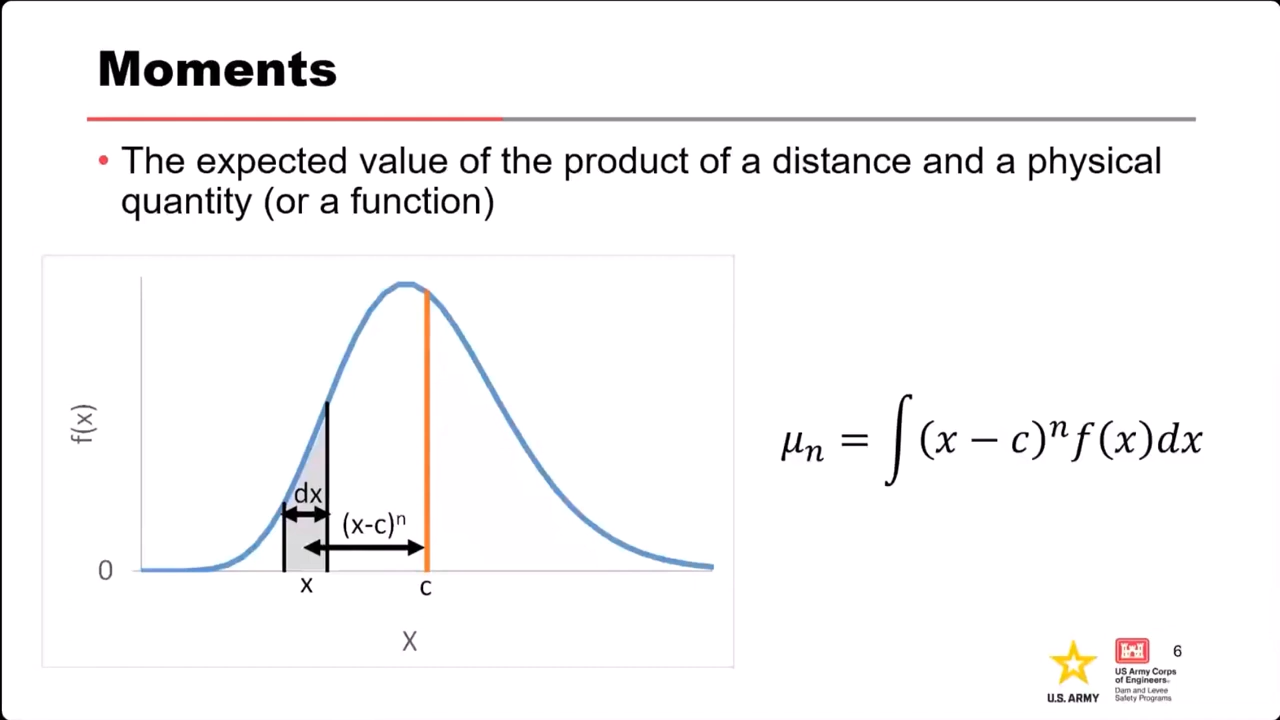 Moments
• The expected value of the product of a distance and a physical
quantity (or a function)
f(x)
dx
(x-c)ⁿ
0
x
c
X
μₙ = ∫(x − c)ⁿf(x)dx
U.S. ARMY
US Army Corps
of Engineers®
Dam and Levee
Safety Programs
6